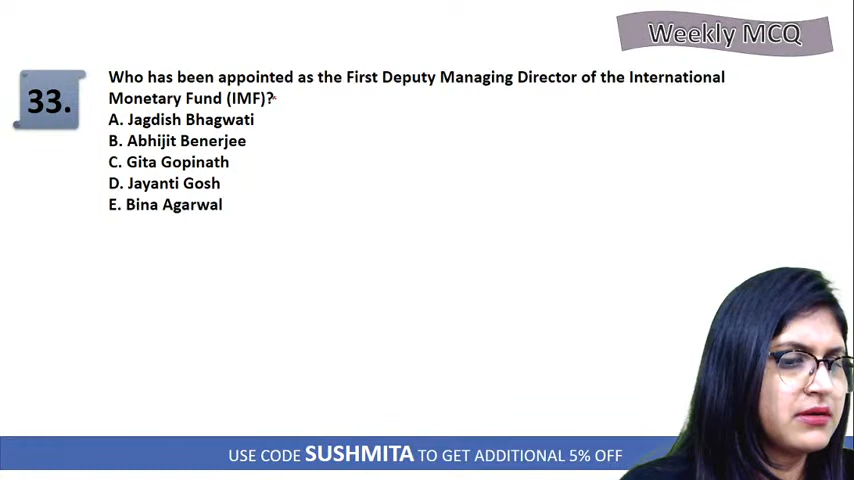 Weekly MCQ
33.
Who has been appointed as the First Deputy Managing Director of the International
Monetary Fund (IMF)?
A. Jagdish Bhagwati
B. Abhijit Benerjee
C. Gita Gopinath
D. Jayanti Gosh
E. Bina Agarwal
USE CODE SUSHMITA TO GET ADDITIONAL 5% OFF